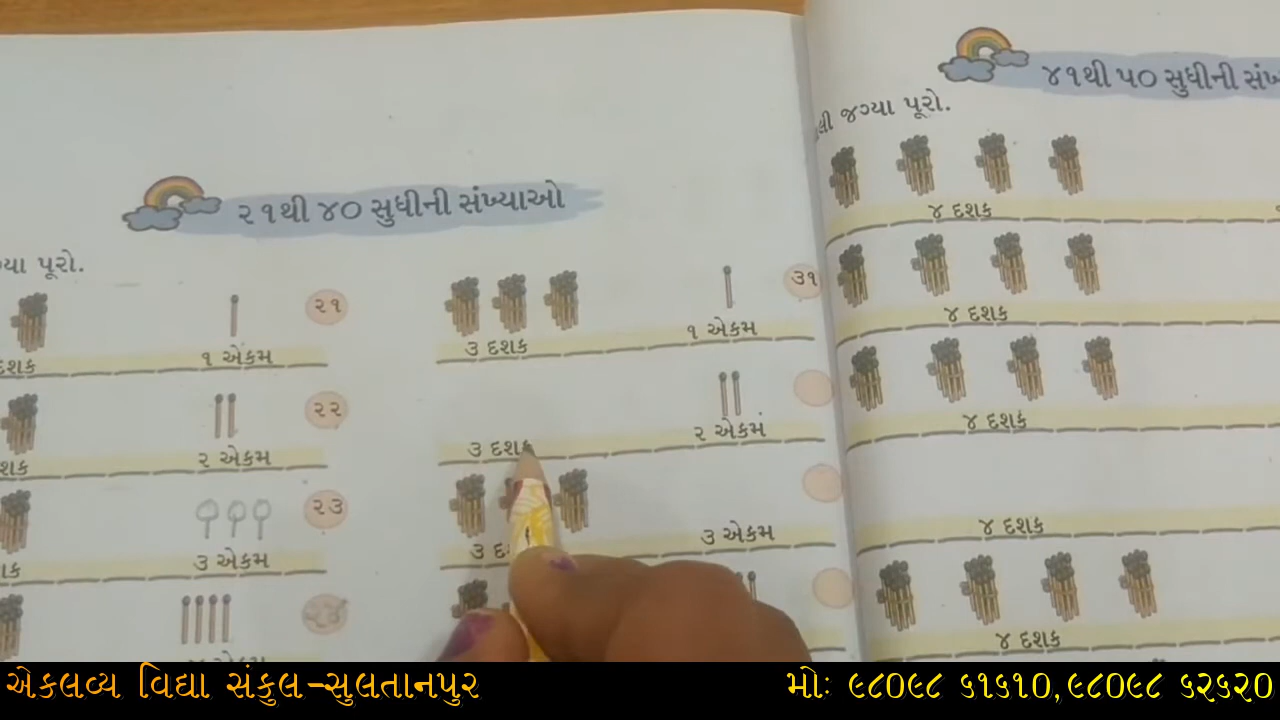 ૨૧થી ૪૦ સુધીની સંખ્યાઓ
પૂરો.
૧ એકમ ૨૧
૨ એકમ ૨૨
૩ એકમ ૨૩
૩ દશક ૧ એકમ ૩૧
૩ દશક ૨ એકમ
૩ ૩ એકમ
૪૧થી ૫૦ સુધીની
જગ્યા પૂરો.
૪ દશક
૪ દશક
૪ દશક
૪ દશક
૪ દશક
એકલવ્ય વિદ્યા સંકુલ-સુલતાનપુર
મોઃ ૯૮૦૯૮ ૬૧૬૧૦,૯૮૦૯૮ ૬૨૬૨૦